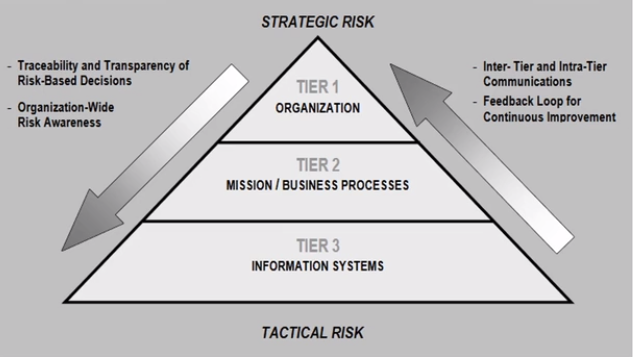 STRATEGIC RISK
- Traceability and Transparency of
Risk-Based Decisions
- Organization-Wide
Risk Awareness
- Inter- Tier and Intra-Tier
Communications
- Feedback Loop for
Continuous Improvement
TIER 1
ORGANIZATION
TIER 2
MISSION / BUSINESS PROCESSES
TIER 3
INFORMATION SYSTEMS
TACTICAL RISK